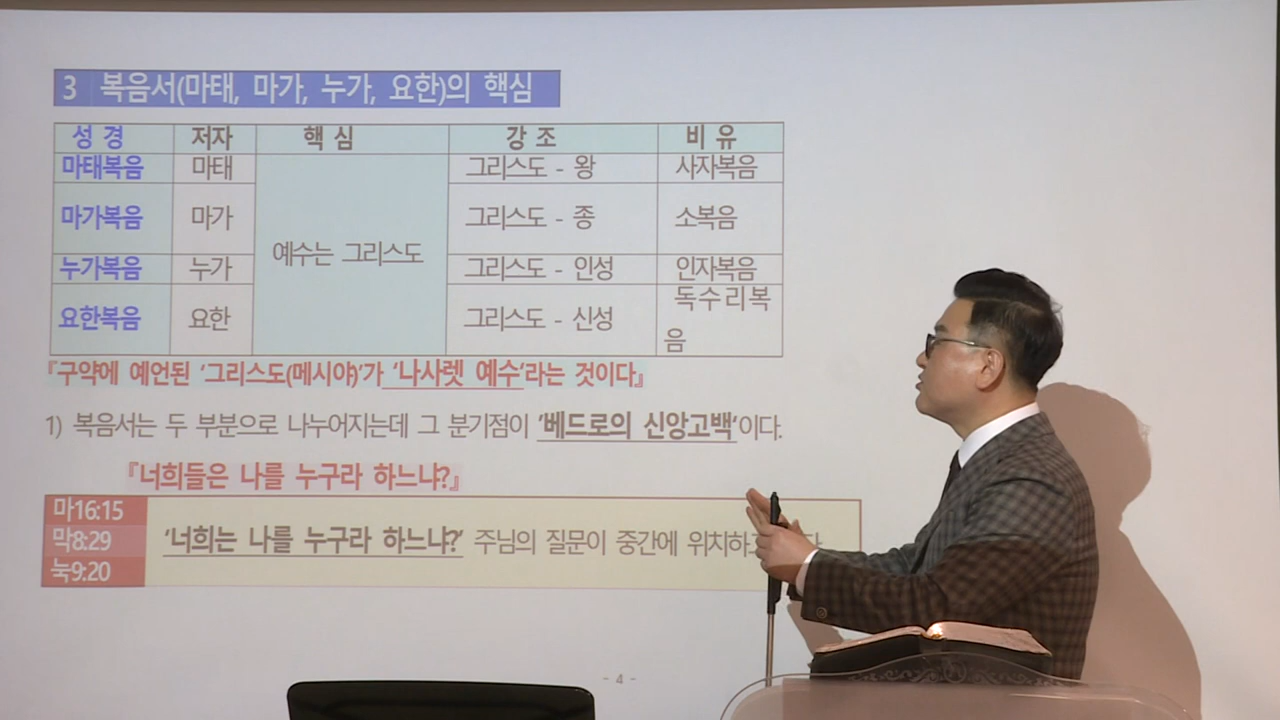 3 복음서(마태, 마가, 누가, 요한)의 핵심
성 경 저자 핵 심 강 조 비 유
마태복음 마태 그리스도 - 왕 사자복음
마가복음 마가 그리스도 - 종 소복음
예수는 그리스도
누가복음 누가 그리스도 - 인성 인자복음
요한복음 요한 그리스도 - 신성 독수리복
음
『구약에 예언된 '그리스도(메시야)'가 '나사렛 예수'라는 것이다』
1) 복음서는 두 부분으로 나누어지는데 그 분기점이 '베드로의 신앙고백'이다.
『너희들은 나를 누구라 하느냐?』
마16:15
막8:29 '너희는 나를 누구라 하느냐?' 주님의 질문이 중간에
눅9:20
- 4 -